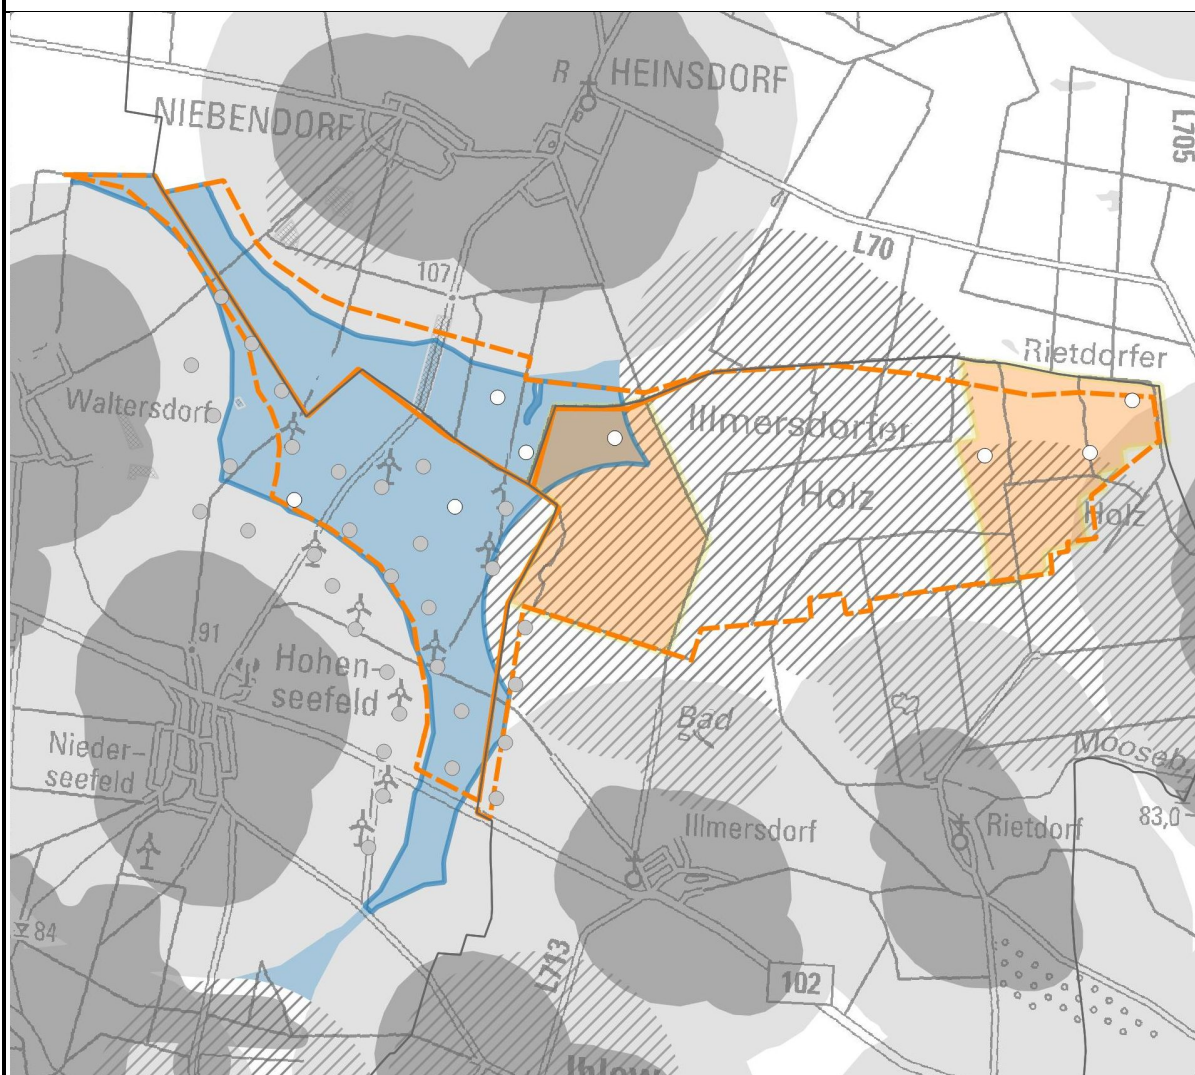 R HEINSDORF
NIEBENDORF
L705
L70
107
Rietdorfer
Waltersdorf
Illmersdorfer
Holz
Holz
91
Hohen-
seefeld
Bad
Nieder-
seefeld
Mooseb
83,0
Illmersdorf
Rietdorf
84
L713
102
Ihlow